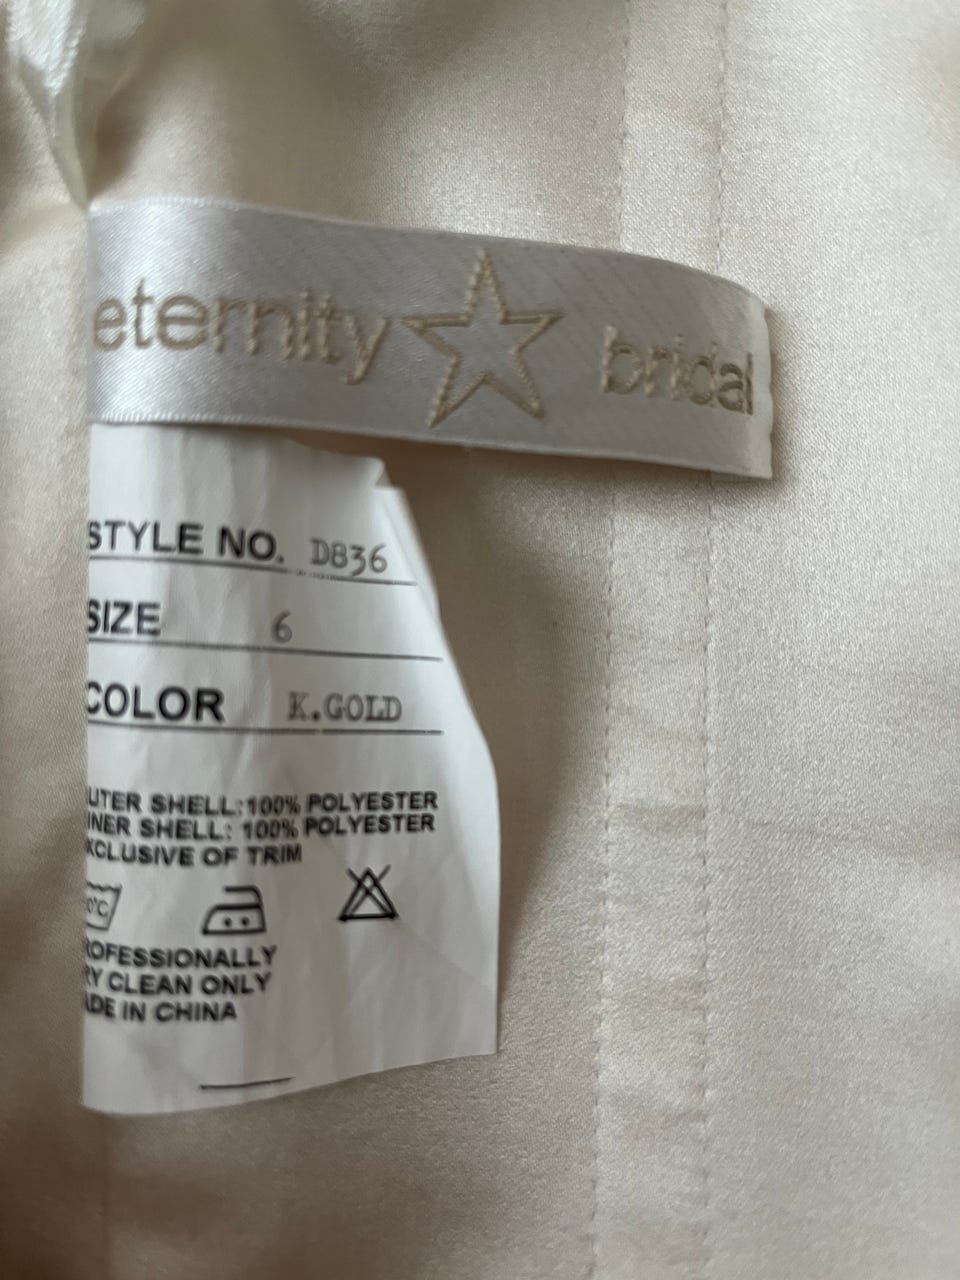 eternity bridal
STYLE NO. D836
SIZE 6
COLOR K.GOLD
UTER SHELL:100% POLYESTER
NER SHELL: 100% POLYESTER
XCLUSIVE OF TRIM
0°C
ROFESSIONALLY
RY CLEAN ONLY
ADE IN CHINA